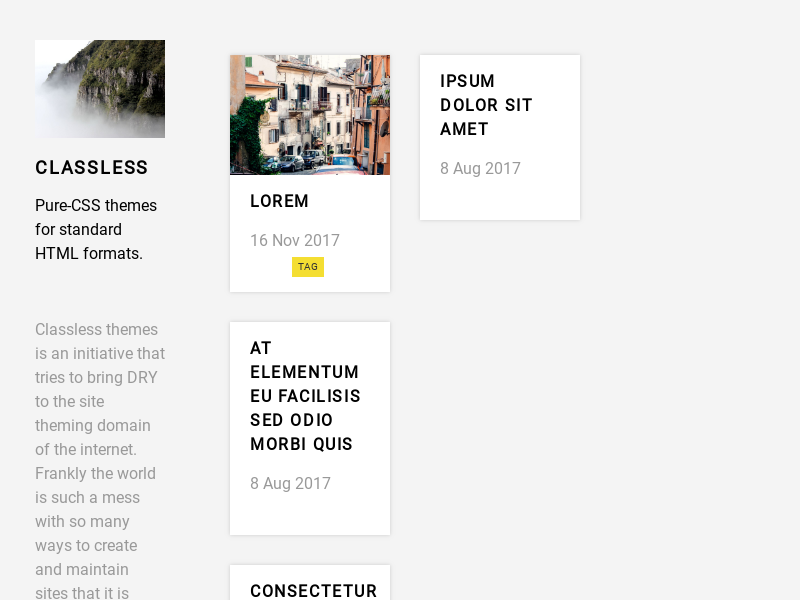 CLASSLESS
Pure-CSS themes
for standard
HTML formats.
Classless themes
is an initiative that
tries to bring DRY
to the site
theming domain
of the internet.
Frankly the world
is such a mess
with so many
ways to create
and maintain
sites that it is
LOREM
16 Nov 2017
TAG
AT
ELEMENTUM
EU FACILISIS
SED ODIO
MORBI QUIS
8 Aug 2017
CONSECTETUR
IPSUM
DOLOR SIT
AMET
8 Aug 2017